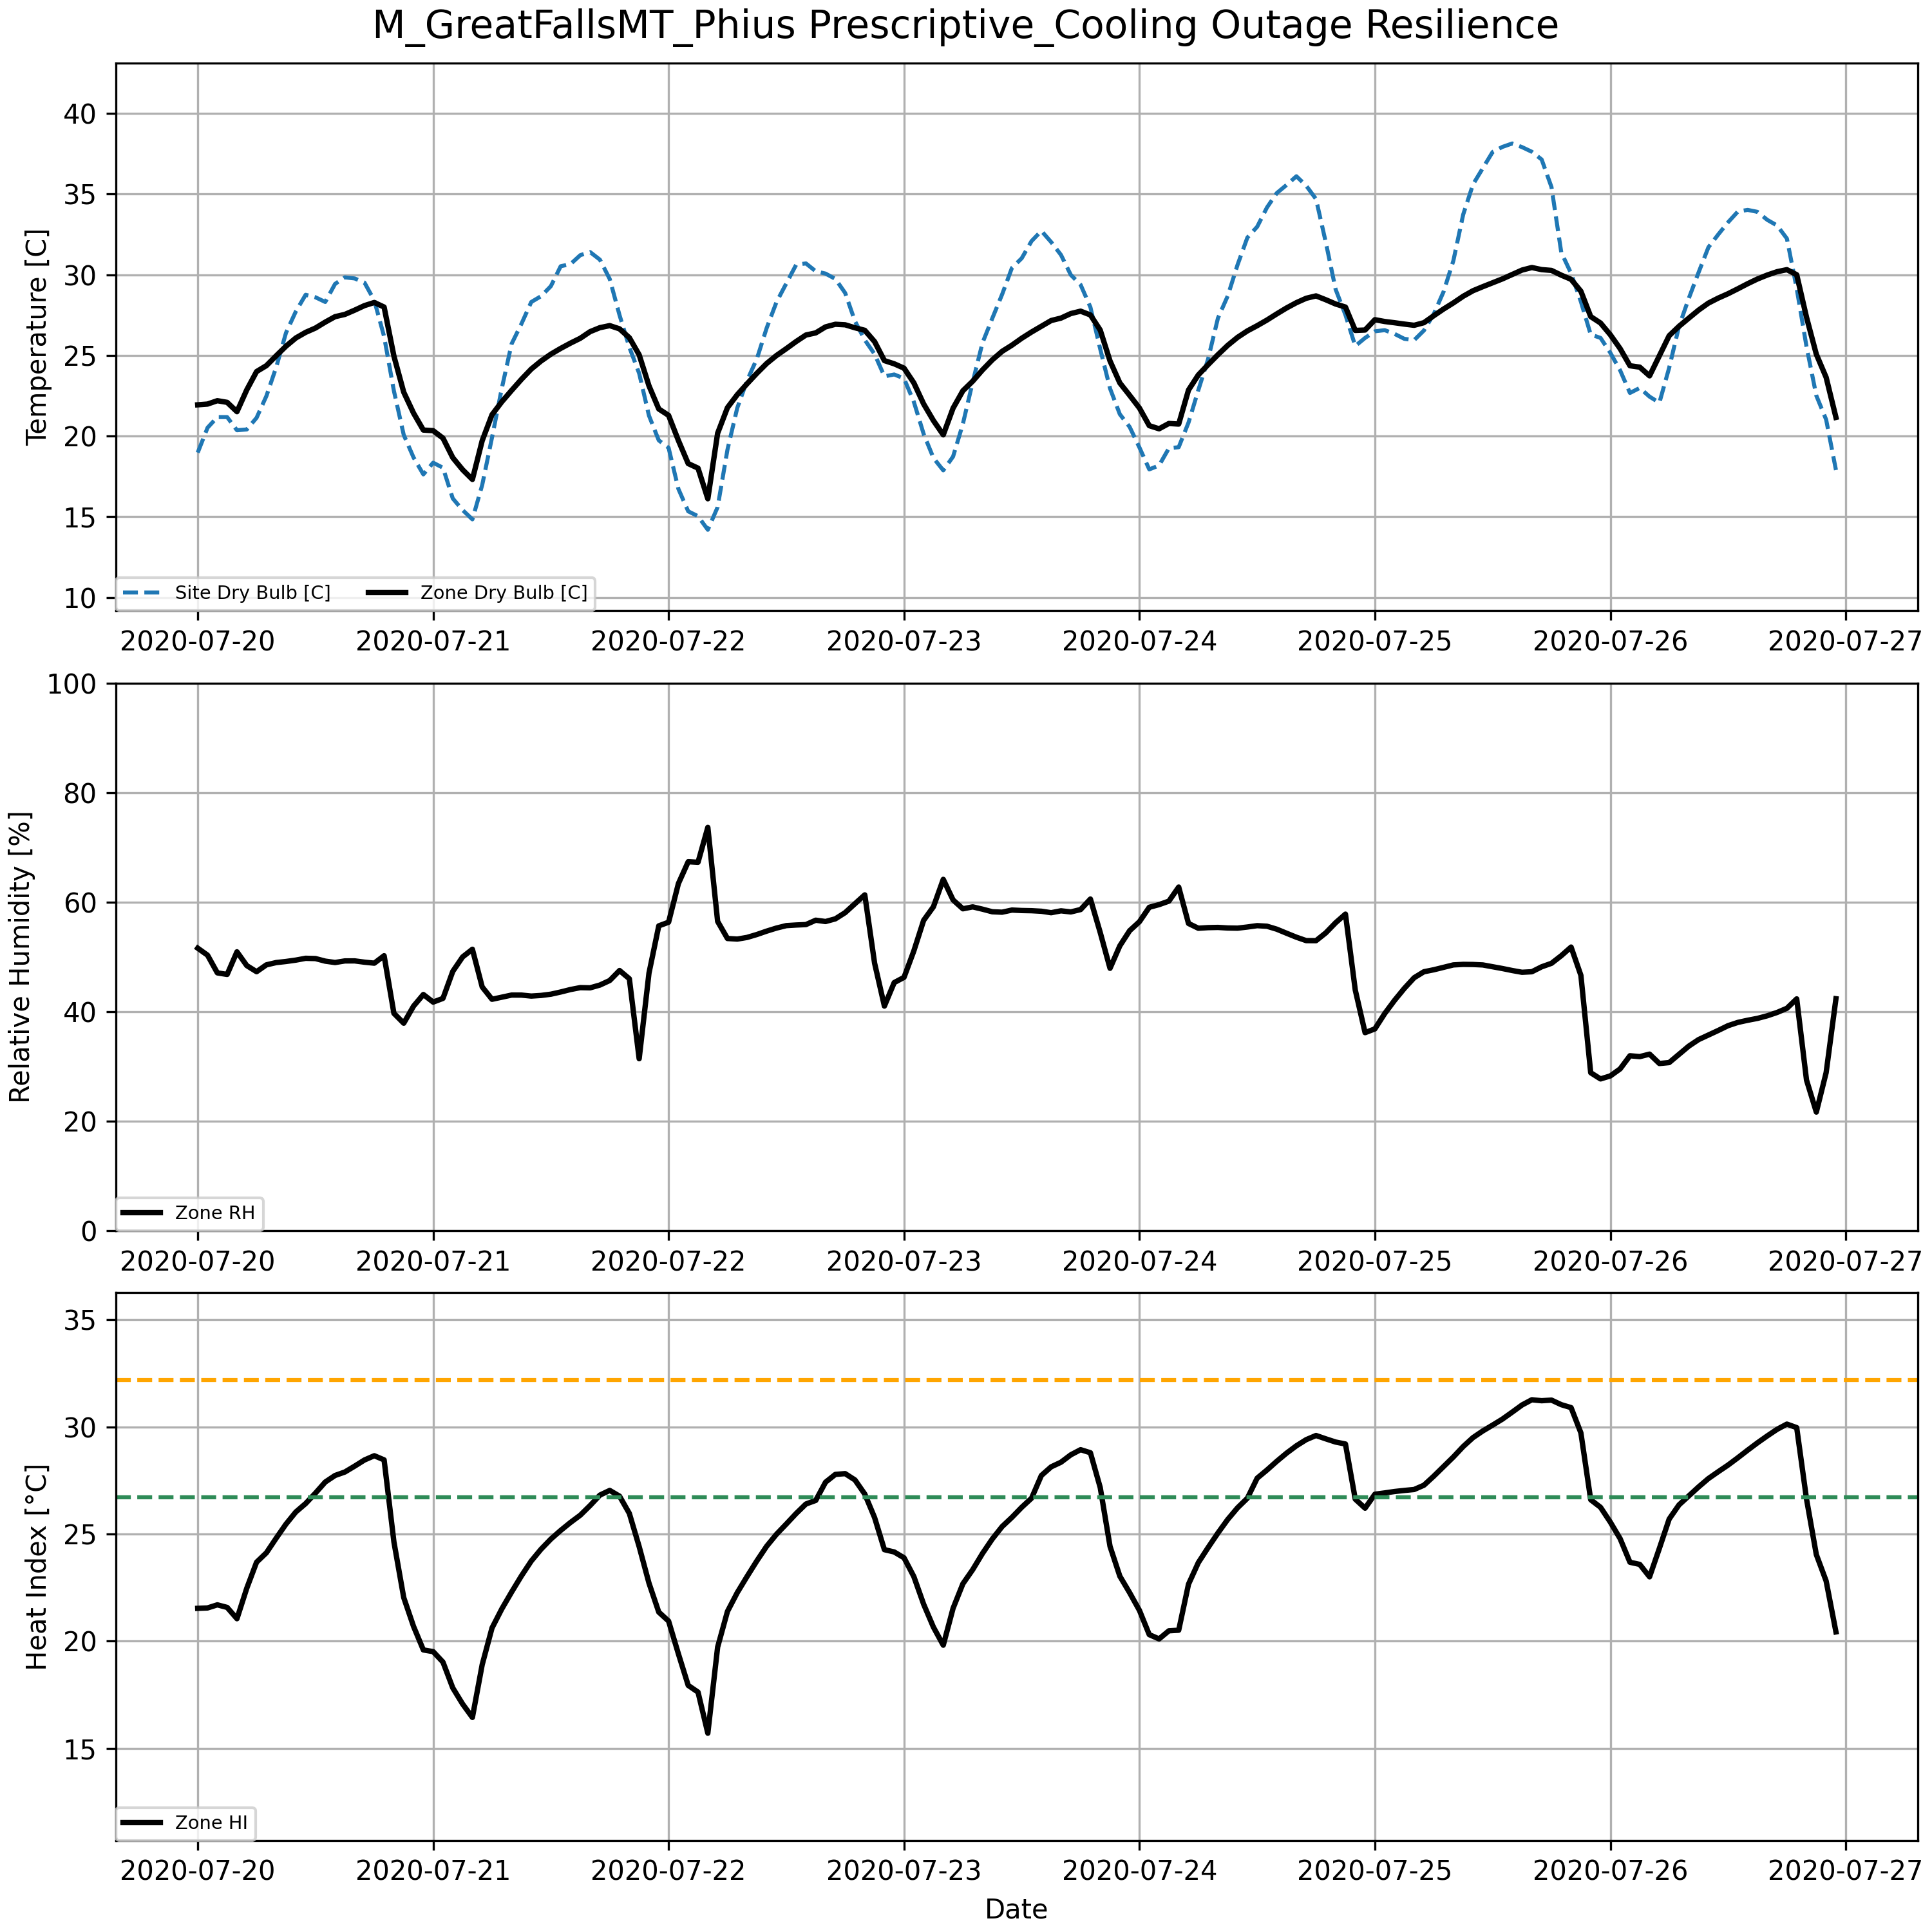 M_GreatFallsMT_Phius Prescriptive_Cooling Outage Resilience
Temperature [C]
40
35
30
25
20
15
10
Site Dry Bulb [C] Zone Dry Bulb [C]
2020-07-20 2020-07-21 2020-07-22 2020-07-23 2020-07-24 2020-07-25 2020-07-26 2020-07-27
Relative Humidity [%]
100
80
60
40
20
0
Zone RH
2020-07-20 2020-07-21 2020-07-22 2020-07-23 2020-07-24 2020-07-25 2020-07-26 2020-07-27
Heat Index [°C]
35
30
25
20
15
Zone HI
2020-07-20 2020-07-21 2020-07-22 2020-07-23 2020-07-24 2020-07-25 2020-07-26 2020-07-27
Date